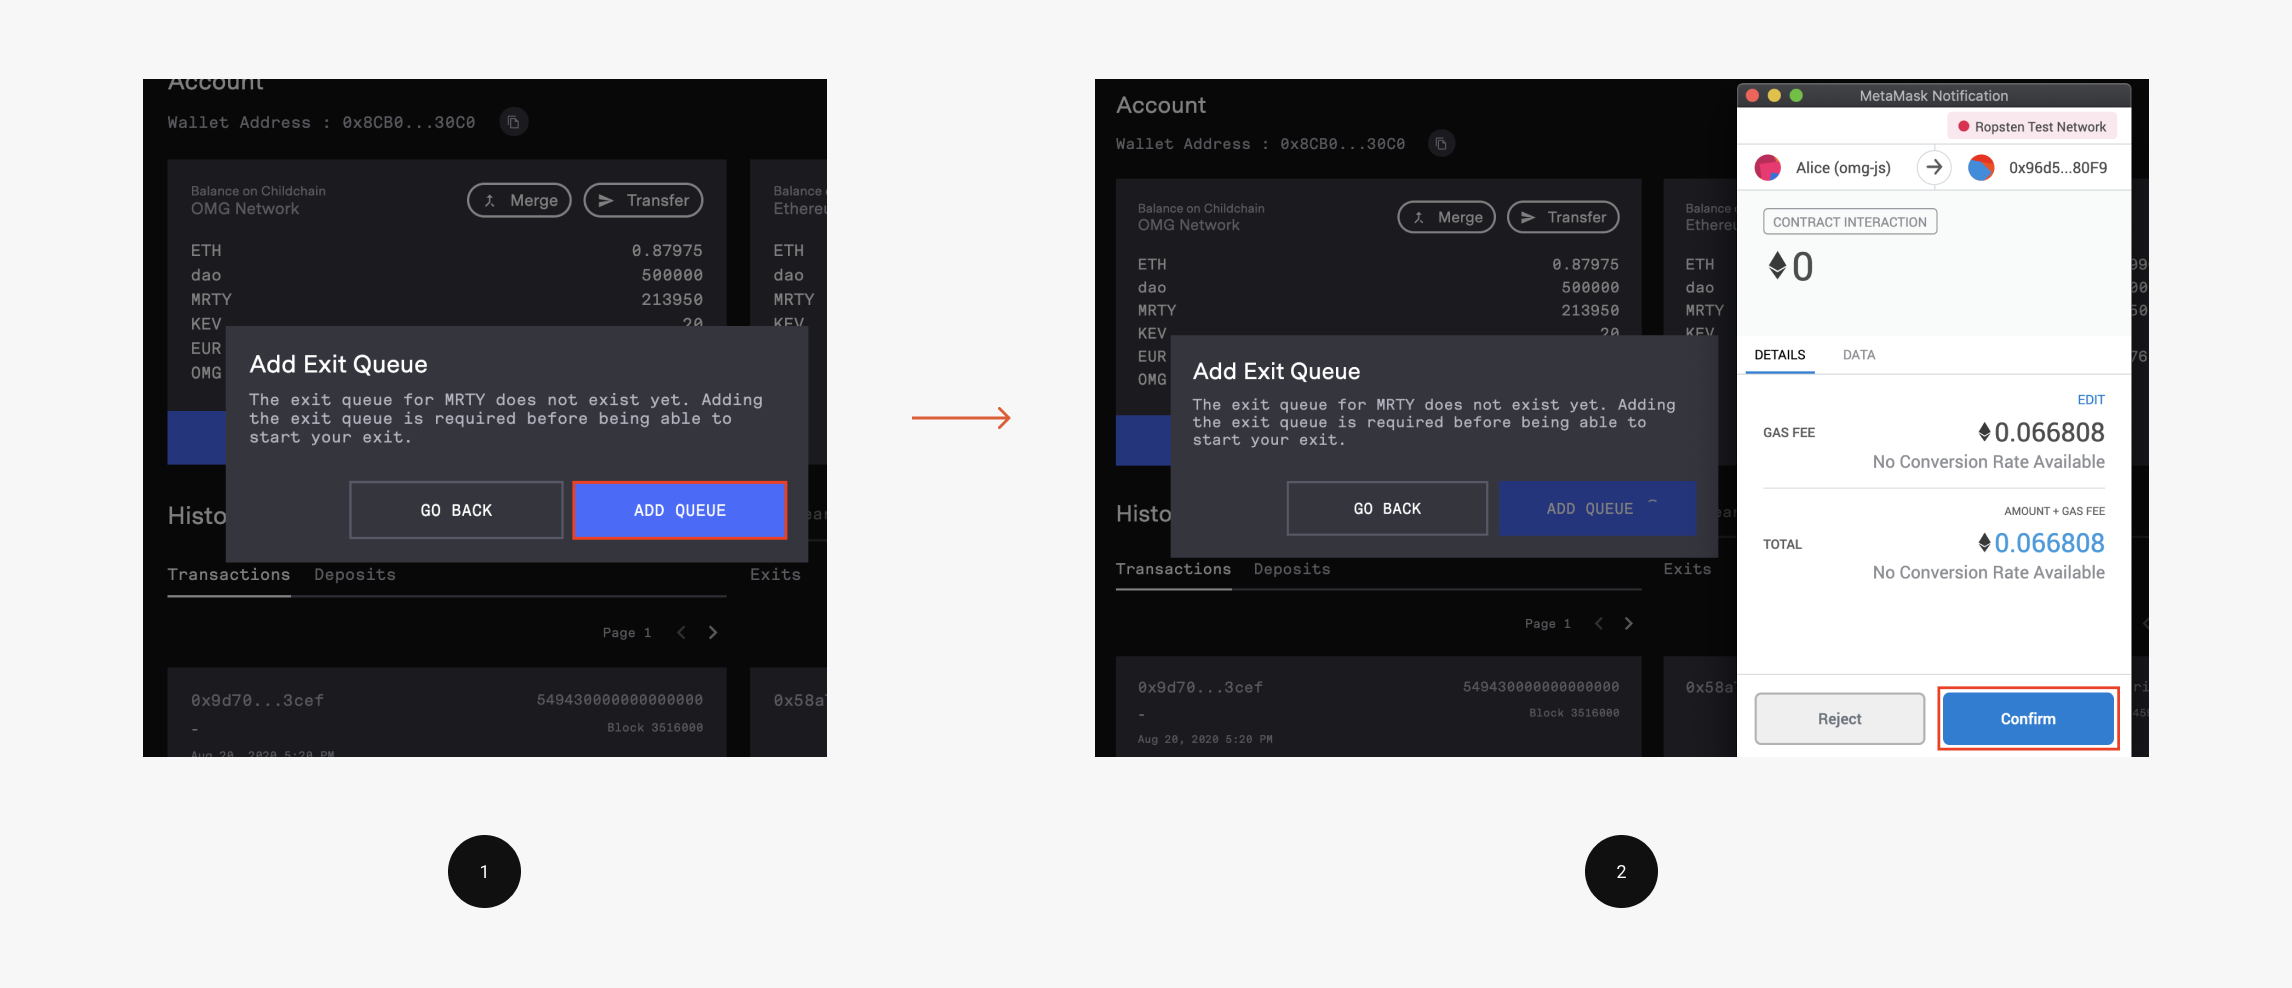 Account
Wallet Address : 0x8CB0...30C0
Balance on Childchain
OMG Network
Merge
Transfer
ETH 0.87975
dao 500000
MRTY 213950
KEV 20
EUR
OMG
Balance
Ethere
ETH
dao
MRTY
KEV
Add Exit Queue
The exit queue for MRTY does not exist yet. Adding
the exit queue is required before being able to
start your exit.
GO BACK
ADD QUEUE
Histo
Transactions Deposits
Exits
Page 1
0x9d70...3cef 549430000000000000
- Block 3516000
Aug 20, 2020 5:20 PM
0x58a
1
Account
Wallet Address : 0x8CB0...30C0
Balance on Childchain
OMG Network
Merge
Transfer
ETH 0.87975
dao 500000
MRTY 213950
KEV 20
EUR
OMG
Balance
Ethere
ETH
dao
MRTY
KEV
Add Exit Queue
The exit queue for MRTY does not exist yet. Adding
the exit queue is required before being able to
start your exit.
GO BACK
ADD QUEUE
Histo
Transactions Deposits
Exits
Page 1
0x9d70...3cef 549430000000000000
- Block 3516000
Aug 20, 2020 5:20 PM
0x58a
MetaMask Notification
Ropsten Test Network
Alice (omg-js)
0x96d5...80F9
CONTRACT INTERACTION
0
DETAILS DATA
EDIT
GAS FEE 0.066808
No Conversion Rate Available
AMOUNT + GAS FEE
TOTAL 0.066808
No Conversion Rate Available
Reject
Confirm
2